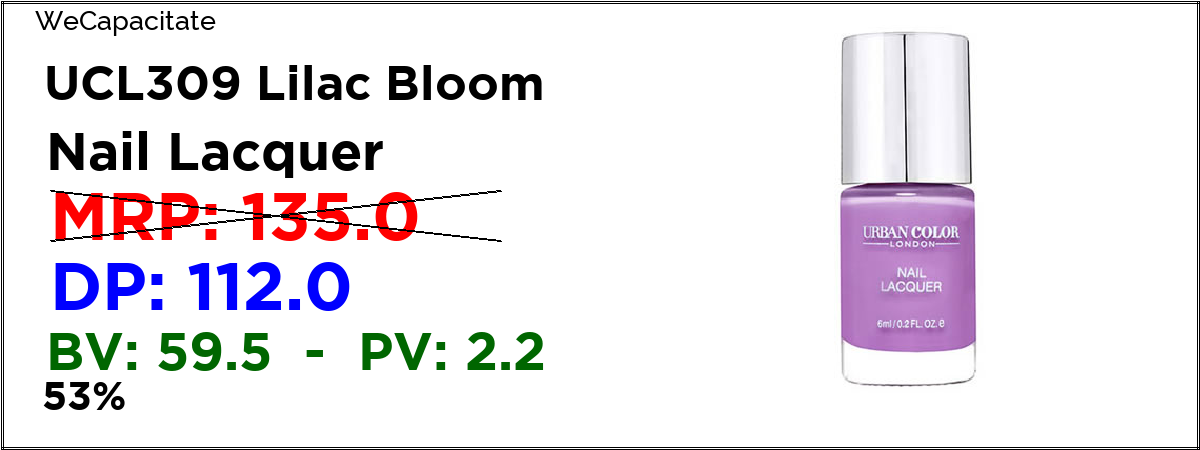 WeCapacitate
UCL309 Lilac Bloom
Nail Lacquer
MRP: 135.0
DP: 112.0
BV: 59.5 - PV: 2.2
53%
URBAN COLOR
LONDON
NAIL
LACQUER
6ml/0.2 FL. OZ. e